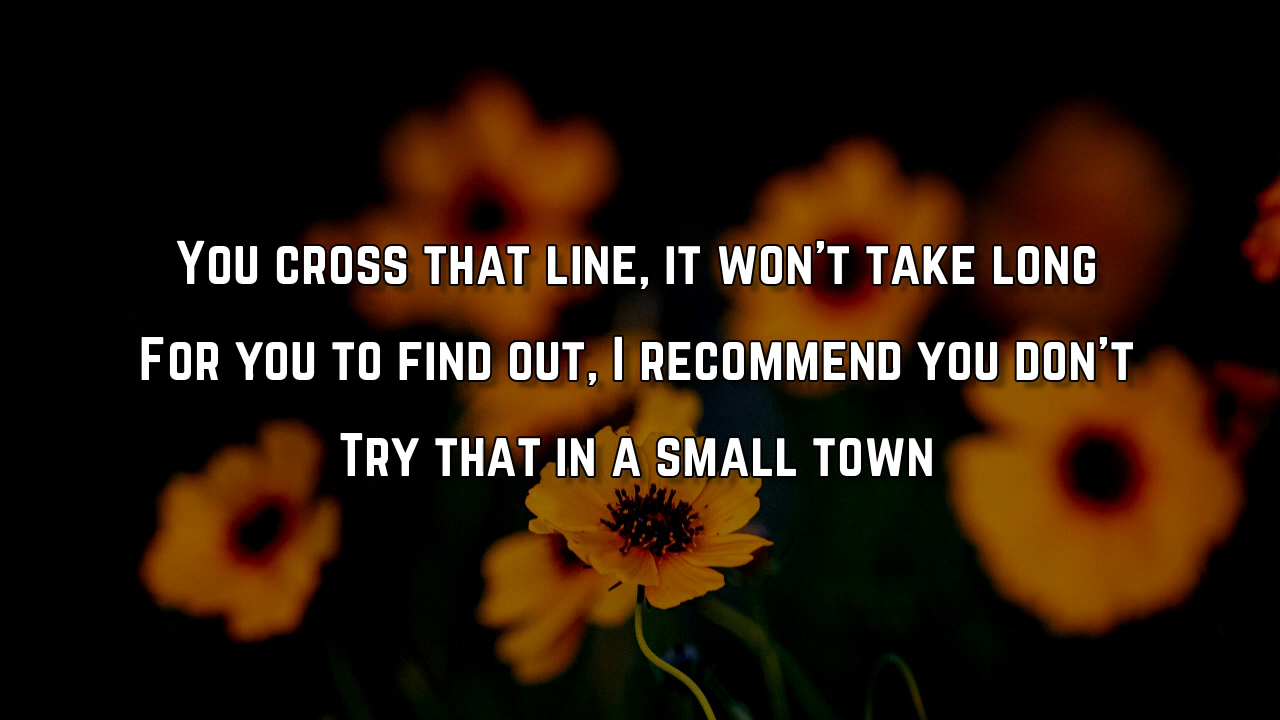 You cross that line, it won't take long
For you to find out, I recommend you don't
Try that in a small town